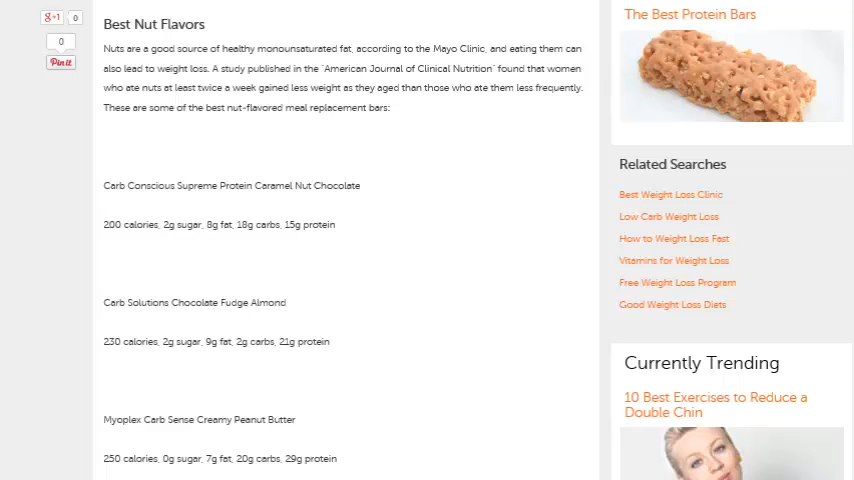 g+1 0
0
Pin it
Best Nut Flavors
Nuts are a good source of healthy monounsaturated fat, according to the Mayo Clinic, and eating them can
also lead to weight loss. A study published in the "American Journal of Clinical Nutrition" found that women
who ate nuts at least twice a week gained less weight as they aged than those who ate them less frequently.
These are some of the best nut-flavored meal replacement bars:
Carb Conscious Supreme Protein Caramel Nut Chocolate
200 calories, 2g sugar, 8g fat, 18g carbs, 15g protein
Carb Solutions Chocolate Fudge Almond
230 calories, 2g sugar, 9g fat, 2g carbs, 21g protein
Myoplex Carb Sense Creamy Peanut Butter
250 calories, 0g sugar, 7g fat, 20g carbs, 29g protein
The Best Protein Bars
Related Searches
Best Weight Loss Clinic
Low Carb Weight Loss
How to Weight Loss Fast
Vitamins for Weight Loss
Free Weight Loss Program
Good Weight Loss Diets
Currently Trending
10 Best Exercises to Reduce a
Double Chin